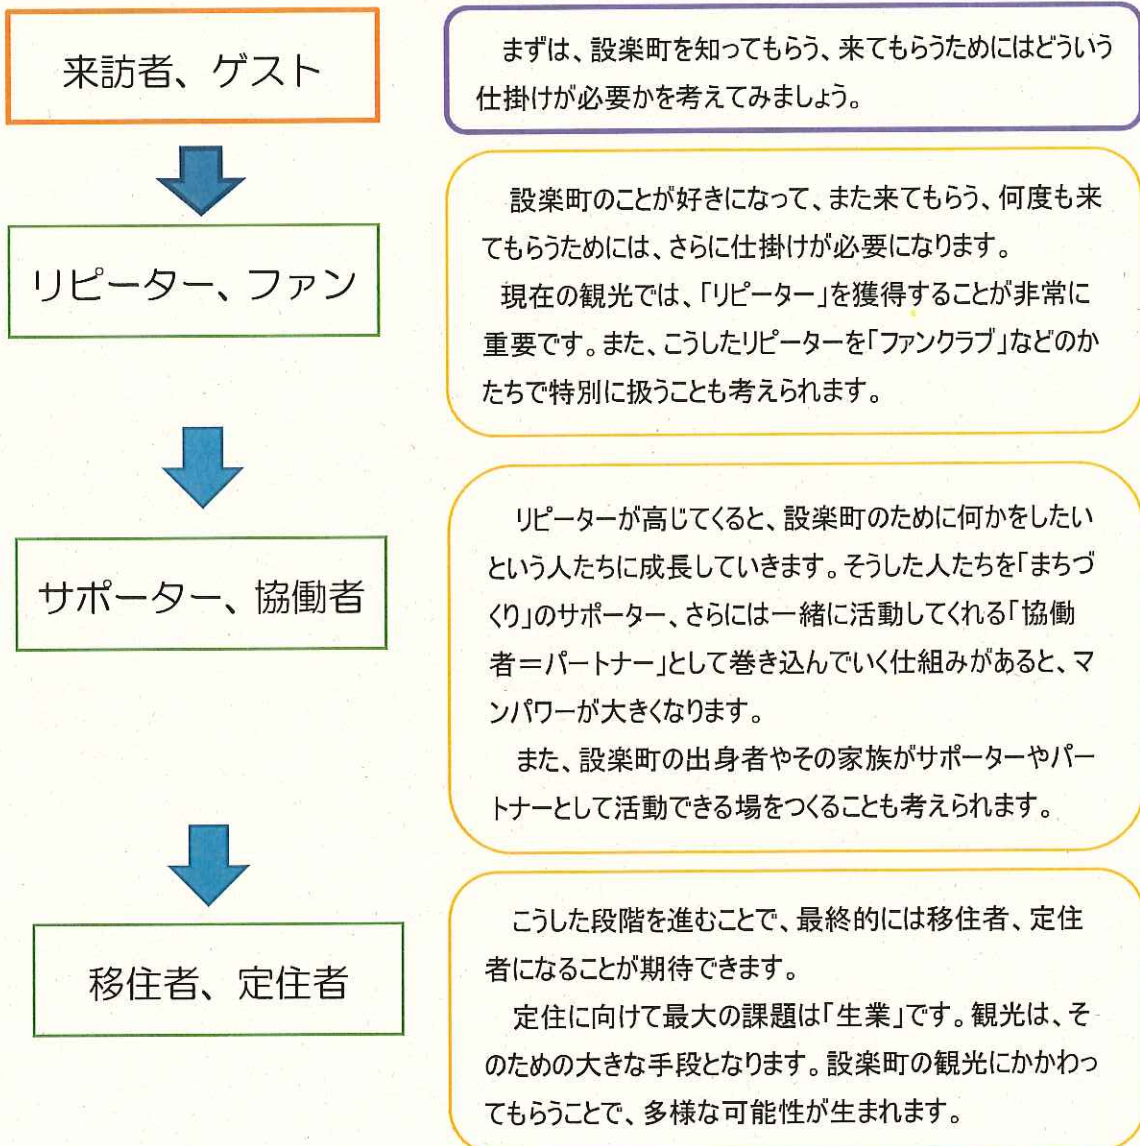 来訪者、ゲスト
まずは、設楽町を知ってもらう、来てもらうためにはどういう
仕掛けが必要かを考えてみましょう。
リピーター、ファン
設楽町のことが好きになって、また来てもらう、何度も来
てもらうためには、さらに仕掛けが必要になります。
現在の観光では、「リピーター」を獲得することが非常に
重要です。また、こうしたリピーターを「ファンクラブ」などのか
たちで特別に扱うことも考えられます。
サポーター、協働者
リピーターが高じてくると、設楽町のために何かをしたい
という人たちに成長していきます。そうした人たちを「まちづ
くり」のサポーター、さらには一緒に活動してくれる「協働
者＝パートナー」として巻き込んでいく仕組みがあると、マ
ンパワーが大きくなります。
また、設楽町の出身者やその家族がサポーターやパー
トナーとして活動できる場をつくることも考えられます。
移住者、定住者
こうした段階を進むことで、最終的には移住者、定住
者になることが期待できます。
定住に向けて最大の課題は「生業」です。観光は、そ
のための大きな手段となります。設楽町の観光にかかわっ
てもらうことで、多様な可能性が生まれます。